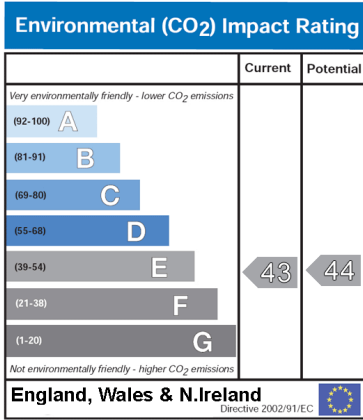 Environmental (CO2) Impact Rating
Current Potential
Very environmentally friendly - lower CO2 emissions
(92-100) A
(81-91) B
(69-80) C
(55-68) D
(39-54) E 43 44
(21-38) F
(1-20) G
Not environmentally friendly - higher CO2 emissions
England, Wales & N.Ireland
Directive 2002/91/EC